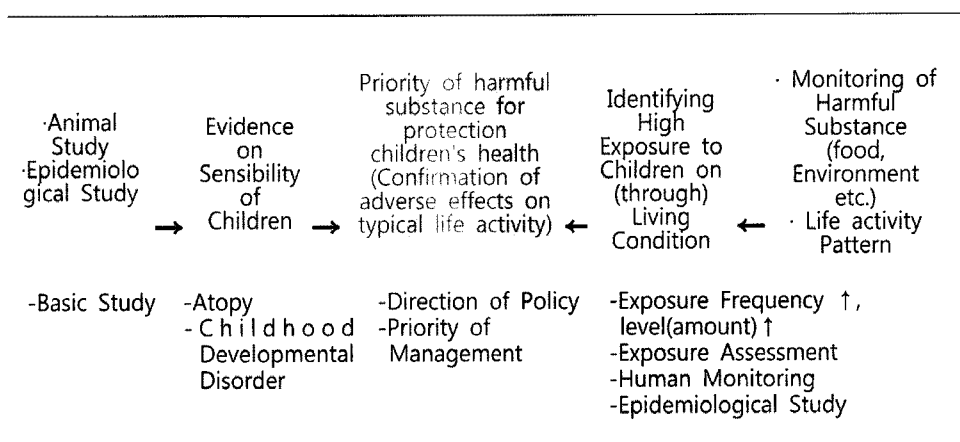 ·Animal
Study
·Epidemiolo
gical Study
→
Evidence
on
Sensibility
of
Children
→
Priority of harmful
substance for
protection
children's health
(Confirmation of
adverse effects on
typical life activity)
←
Identifying
High
Exposure to
Children on
(through)
Living
Condition
←
· Monitoring of
Harmful
Substance
(food,
Environment
etc.)
· Life activity
Pattern
-Basic Study
-Atopy
-Childhood
Developmental
Disorder
-Direction of Policy
-Priority of
Management
-Exposure Frequency ↑,
level(amount)↑
-Exposure Assessment
-Human Monitoring
-Epidemiological Study